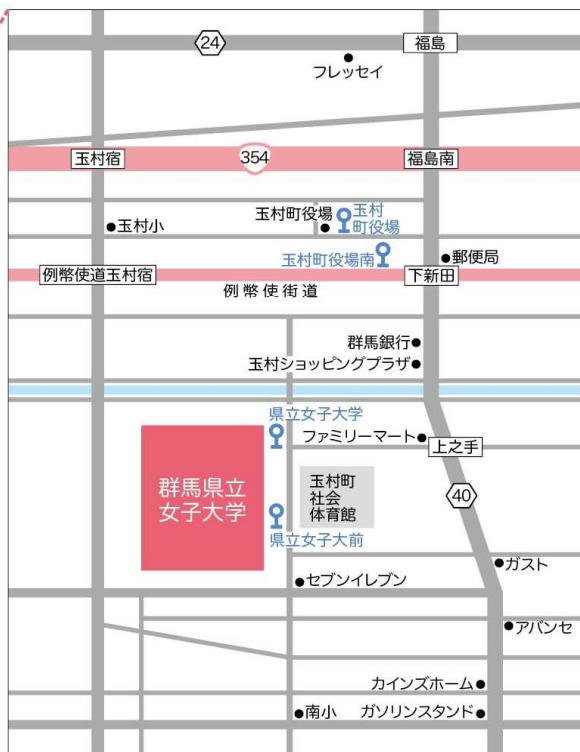 24
福島
フレッセイ
玉村宿
354
福島南
玉村町役場
玉村
町役場
玉村小
玉村町役場南
郵便局
例幣使道玉村宿
下新田
例幣使街道
群馬銀行
玉村ショッピングプラザ
県立女子大学
ファミリーマート
上之手
群馬県立
女子大学
玉村町
社会
体育館
40
県立女子大前
ガスト
セブンイレブン
アバンセ
カインズホーム
南小
ガソリンスタンド